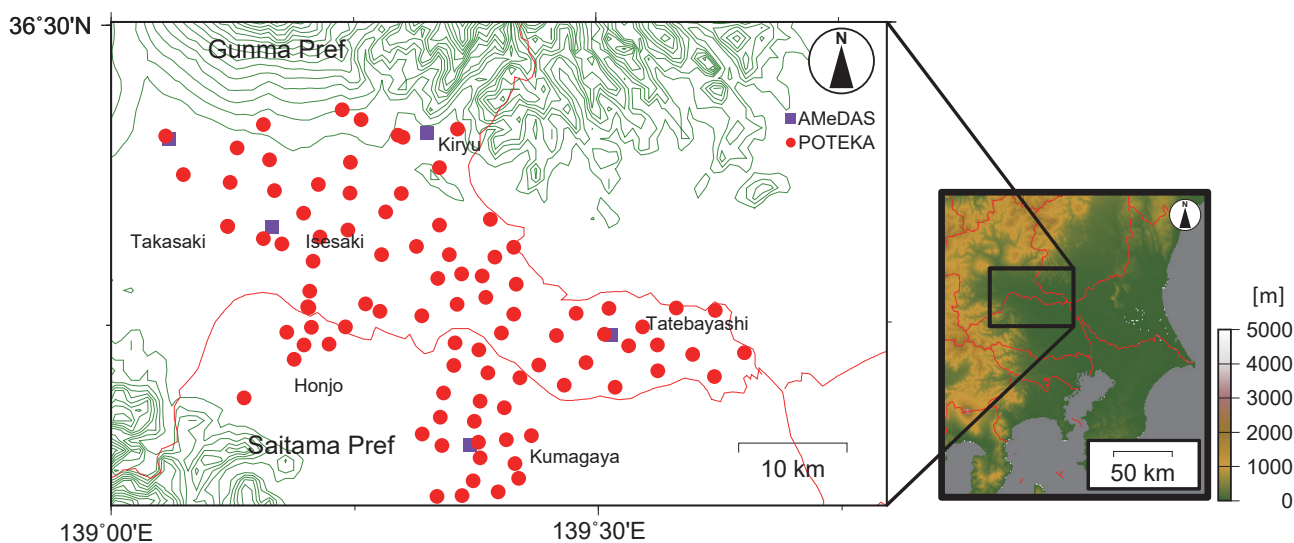 36°30'N
Gunma Pref
N
AMeDAS
POTEKA
Kiryu
Takasaki
Isesaki
Tatebayashi
Honjo
Saitama Pref
Kumagaya
10 km
139°00'E
139°30'E
N
50 km
[m]
5000
4000
3000
2000
1000
0